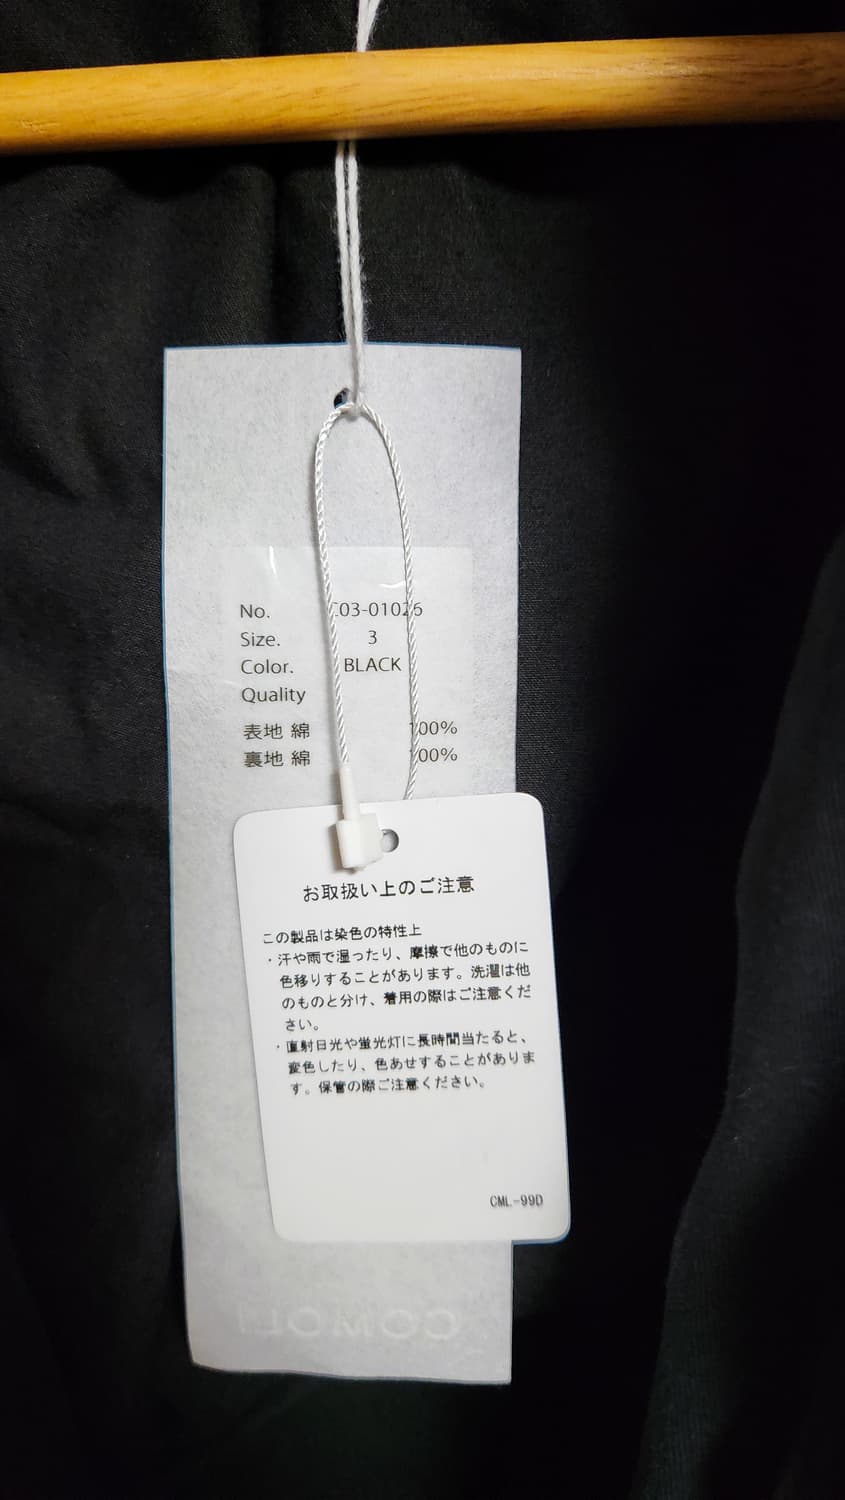 No. C03-01026
Size. 3
Color. BLACK
Quality
表地 綿 100%
裏地 綿 100%
お取扱い上のご注意
この製品は染色の特性上
・汗や雨で湿ったり、摩擦で他のものに
色移りすることがあります。洗濯は他
のものと分け、着用の際はご注意くだ
さい。
・直射日光や蛍光灯に長時間当たると、
変色したり、色あせすることがありま
す。保管の際ご注意ください。
CML-99D
COMOLI